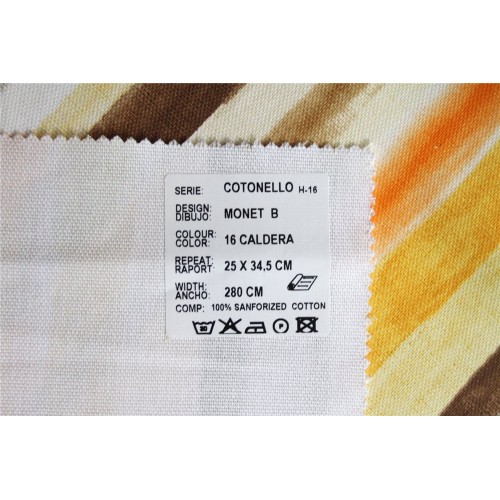 SERIE: COTONELLO H-16
DESIGN:
DIBUJO: MONET B
COLOUR:
COLOR: 16 CALDERA
REPEAT:
RAPORT: 25 X 34,5 CM
WIDTH:
ANCHO: 280 CM
COMP: 100% SANFORIZED COTTON